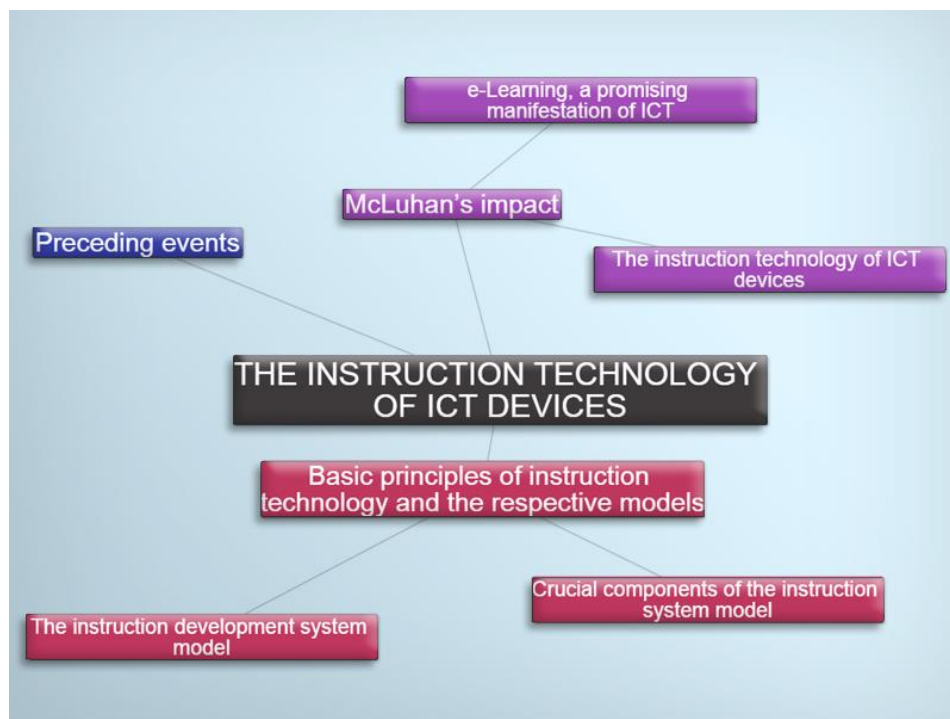 e-Learning, a promising
manifestation of ICT
McLuhan's impact
Preceding events
The instruction technology of ICT
devices
THE INSTRUCTION TECHNOLOGY
OF ICT DEVICES
Basic principles of instruction
technology and the respective models
Crucial components of the instruction
system model
The instruction development system
model